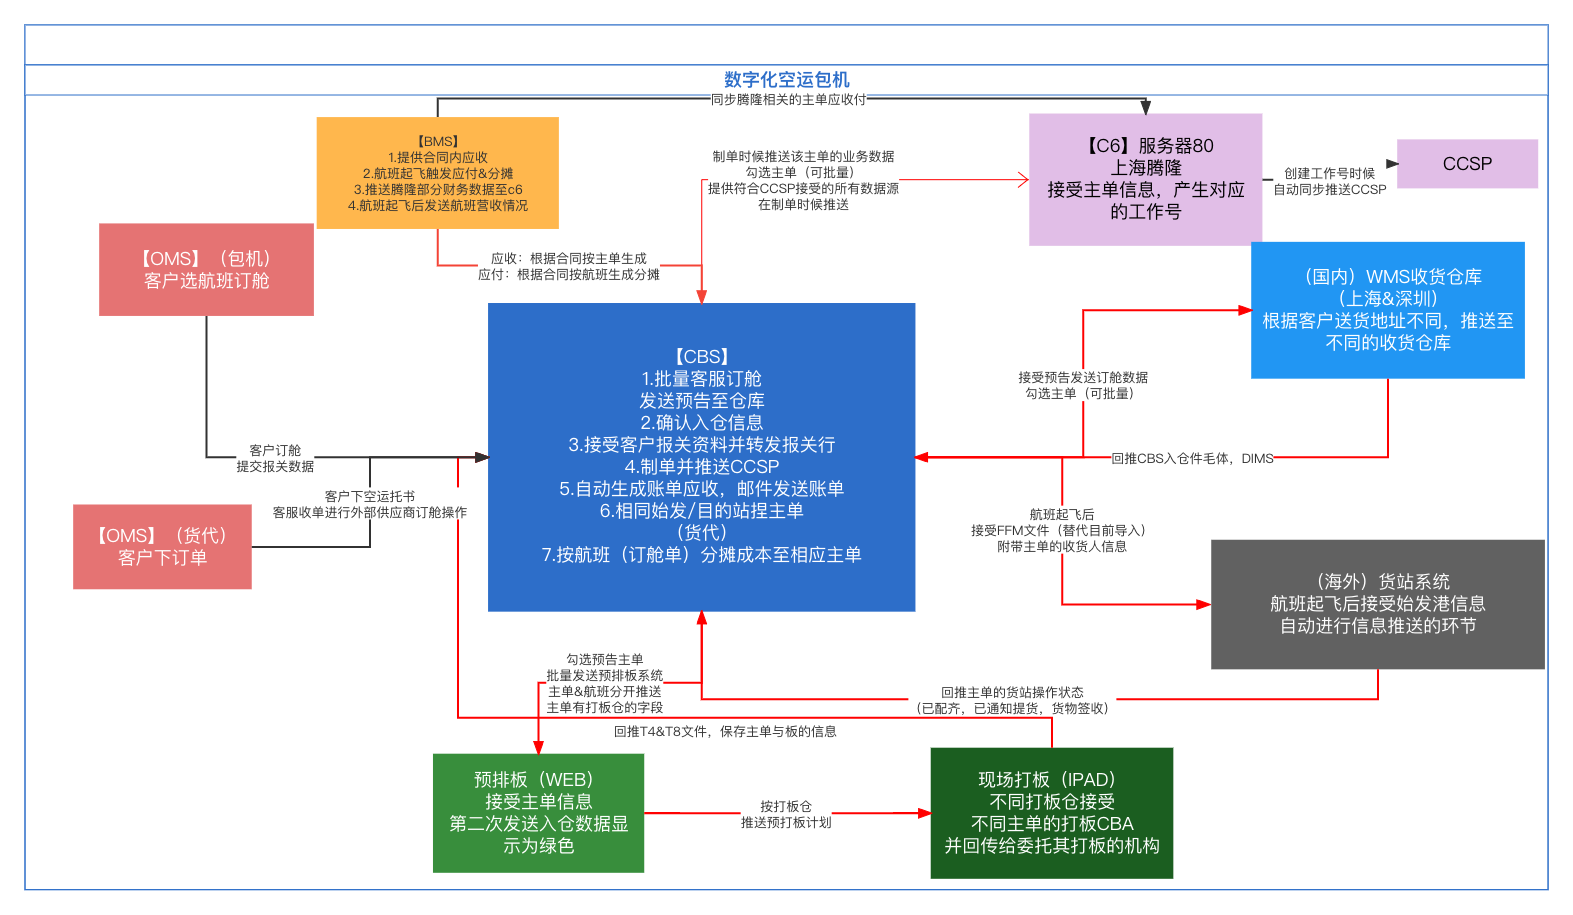 数字化空运包机
同步腾隆相关的主单应收付
【BMS】
1.提供合同内应收
2.航班起飞触发应付&分摊
3.推送腾隆部分财务数据至c6
4.航班起飞后发送航班营收情况
制单时候推送该主单的业务数据
勾选主单（可批量）
提供符合CCSP接受的所有数据源
在制单时候推送
【C6】服务器80
上海腾隆
接受主单信息，产生对应
的工作号
创建工作号时候
自动同步推送CCSP
CCSP
【OMS】（包机）
客户选航班订舱
应收：根据合同按主单生成
应付：根据合同按航班生成分摊
（国内）WMS收货仓库
（上海&深圳）
根据客户送货地址不同，推送至
不同的收货仓库
【CBS】
1.批量客服订舱
发送预告至仓库
2.确认入仓信息
3.接受客户报关资料并转发报关行
4.制单并推送CCSP
5.自动生成账单应收，邮件发送账单
6.相同始发/目的站捏主单
（货代）
7.按航班（订舱单）分摊成本至相应主单
接受预告发送订舱数据
勾选主单（可批量）
客户订舱
提交报关数据
回推CBS入仓件毛体，DIMS
客户下空运托书
客服收单进行外部供应商订舱操作
【OMS】（货代）
客户下订单
航班起飞后
接受FFM文件（替代目前导入）
附带主单的收货人信息
（海外）货站系统
航班起飞后接受始发港信息
自动进行信息推送的环节
勾选预告主单
批量发送预排板系统
主单&航班分开推送
主单有打板仓的字段
回推主单的货站操作状态
（已配齐，已通知提货，货物签收）
回推T4&T8文件，保存主单与板的信息
预排板（WEB）
接受主单信息
第二次发送入仓数据显
示为绿色
按打板仓
推送预打板计划
现场打板（IPAD）
不同打板仓接受
不同主单的打板CBA
并回传给委托其打板的机构